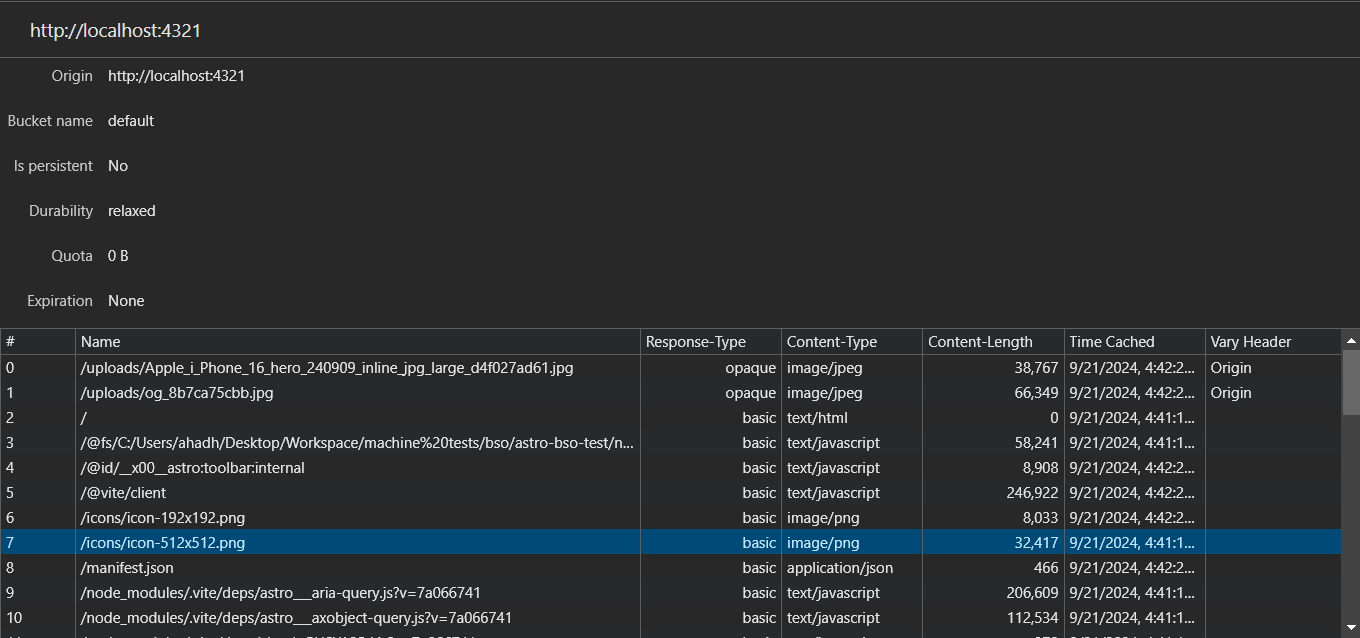 http://localhost:4321
Origin http://localhost:4321
Bucket name default
Is persistent No
Durability relaxed
Quota 0 B
Expiration None
# Name Response-Type Content-Type Content-Length Time Cached Vary Header
0 /uploads/Apple_i_Phone_16_hero_240909_inline_jpg_large_d4f027ad61.jpg opaque image/jpeg 38,767 9/21/2024, 4:42:2... Origin
1 /uploads/og_8b7ca75cbb.jpg opaque image/jpeg 66,349 9/21/2024, 4:42:2... Origin
2 / basic text/html 0 9/21/2024, 4:41:1...
3 /@fs/C:/Users/ahadh/Desktop/Workspace/machine%20tests/bso/astro-bso-test/n... basic text/javascript 58,241 9/21/2024, 4:41:1...
4 /@id/__x00__astro:toolbar:internal basic text/javascript 8,908 9/21/2024, 4:42:2...
5 /@vite/client basic text/javascript 246,922 9/21/2024, 4:42:2...
6 /icons/icon-192x192.png basic image/png 8,033 9/21/2024, 4:42:2...
7 /icons/icon-512x512.png basic image/png 32,417 9/21/2024, 4:41:1...
8 /manifest.json basic application/json 466 9/21/2024, 4:42:2...
9 /node_modules/.vite/deps/astro___aria-query.js?v=7a066741 basic text/javascript 206,609 9/21/2024, 4:41:1...
10 /node_modules/.vite/deps/astro___axobject-query.js?v=7a066741 basic text/javascript 112,534 9/21/2024, 4:41:1...